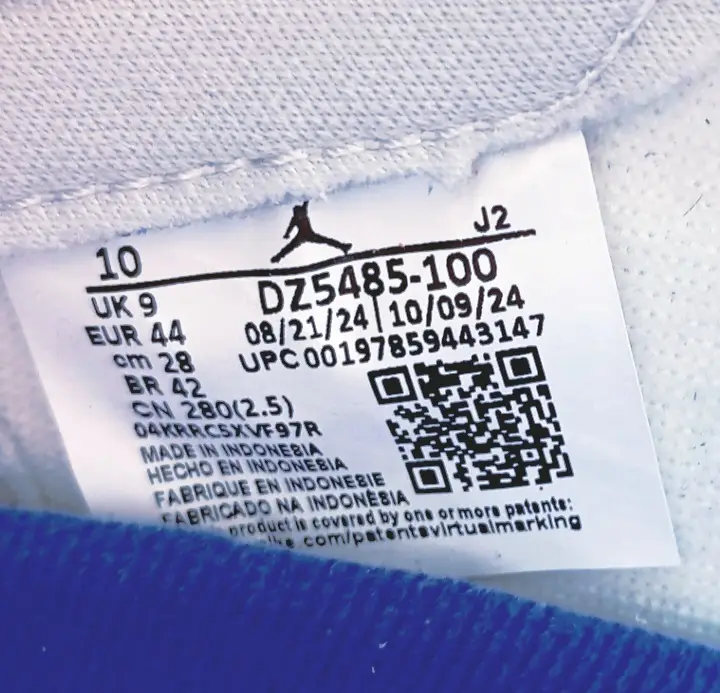 10
J2
UK 9
EUR 44
cm 28
BR 42
CN 280(2.5)
04KRRC5XVF97R
DZ5485-100
08/21/24|10/09/24
UPC 00197859443147
MADE IN INDONESIA
HECHO EN INDONESIA
FABRIQUE EN INDONESIE
FABRICADO NA INDONÉSIA
product is covered by one or more patents:
.com/patentsvirtualmarking